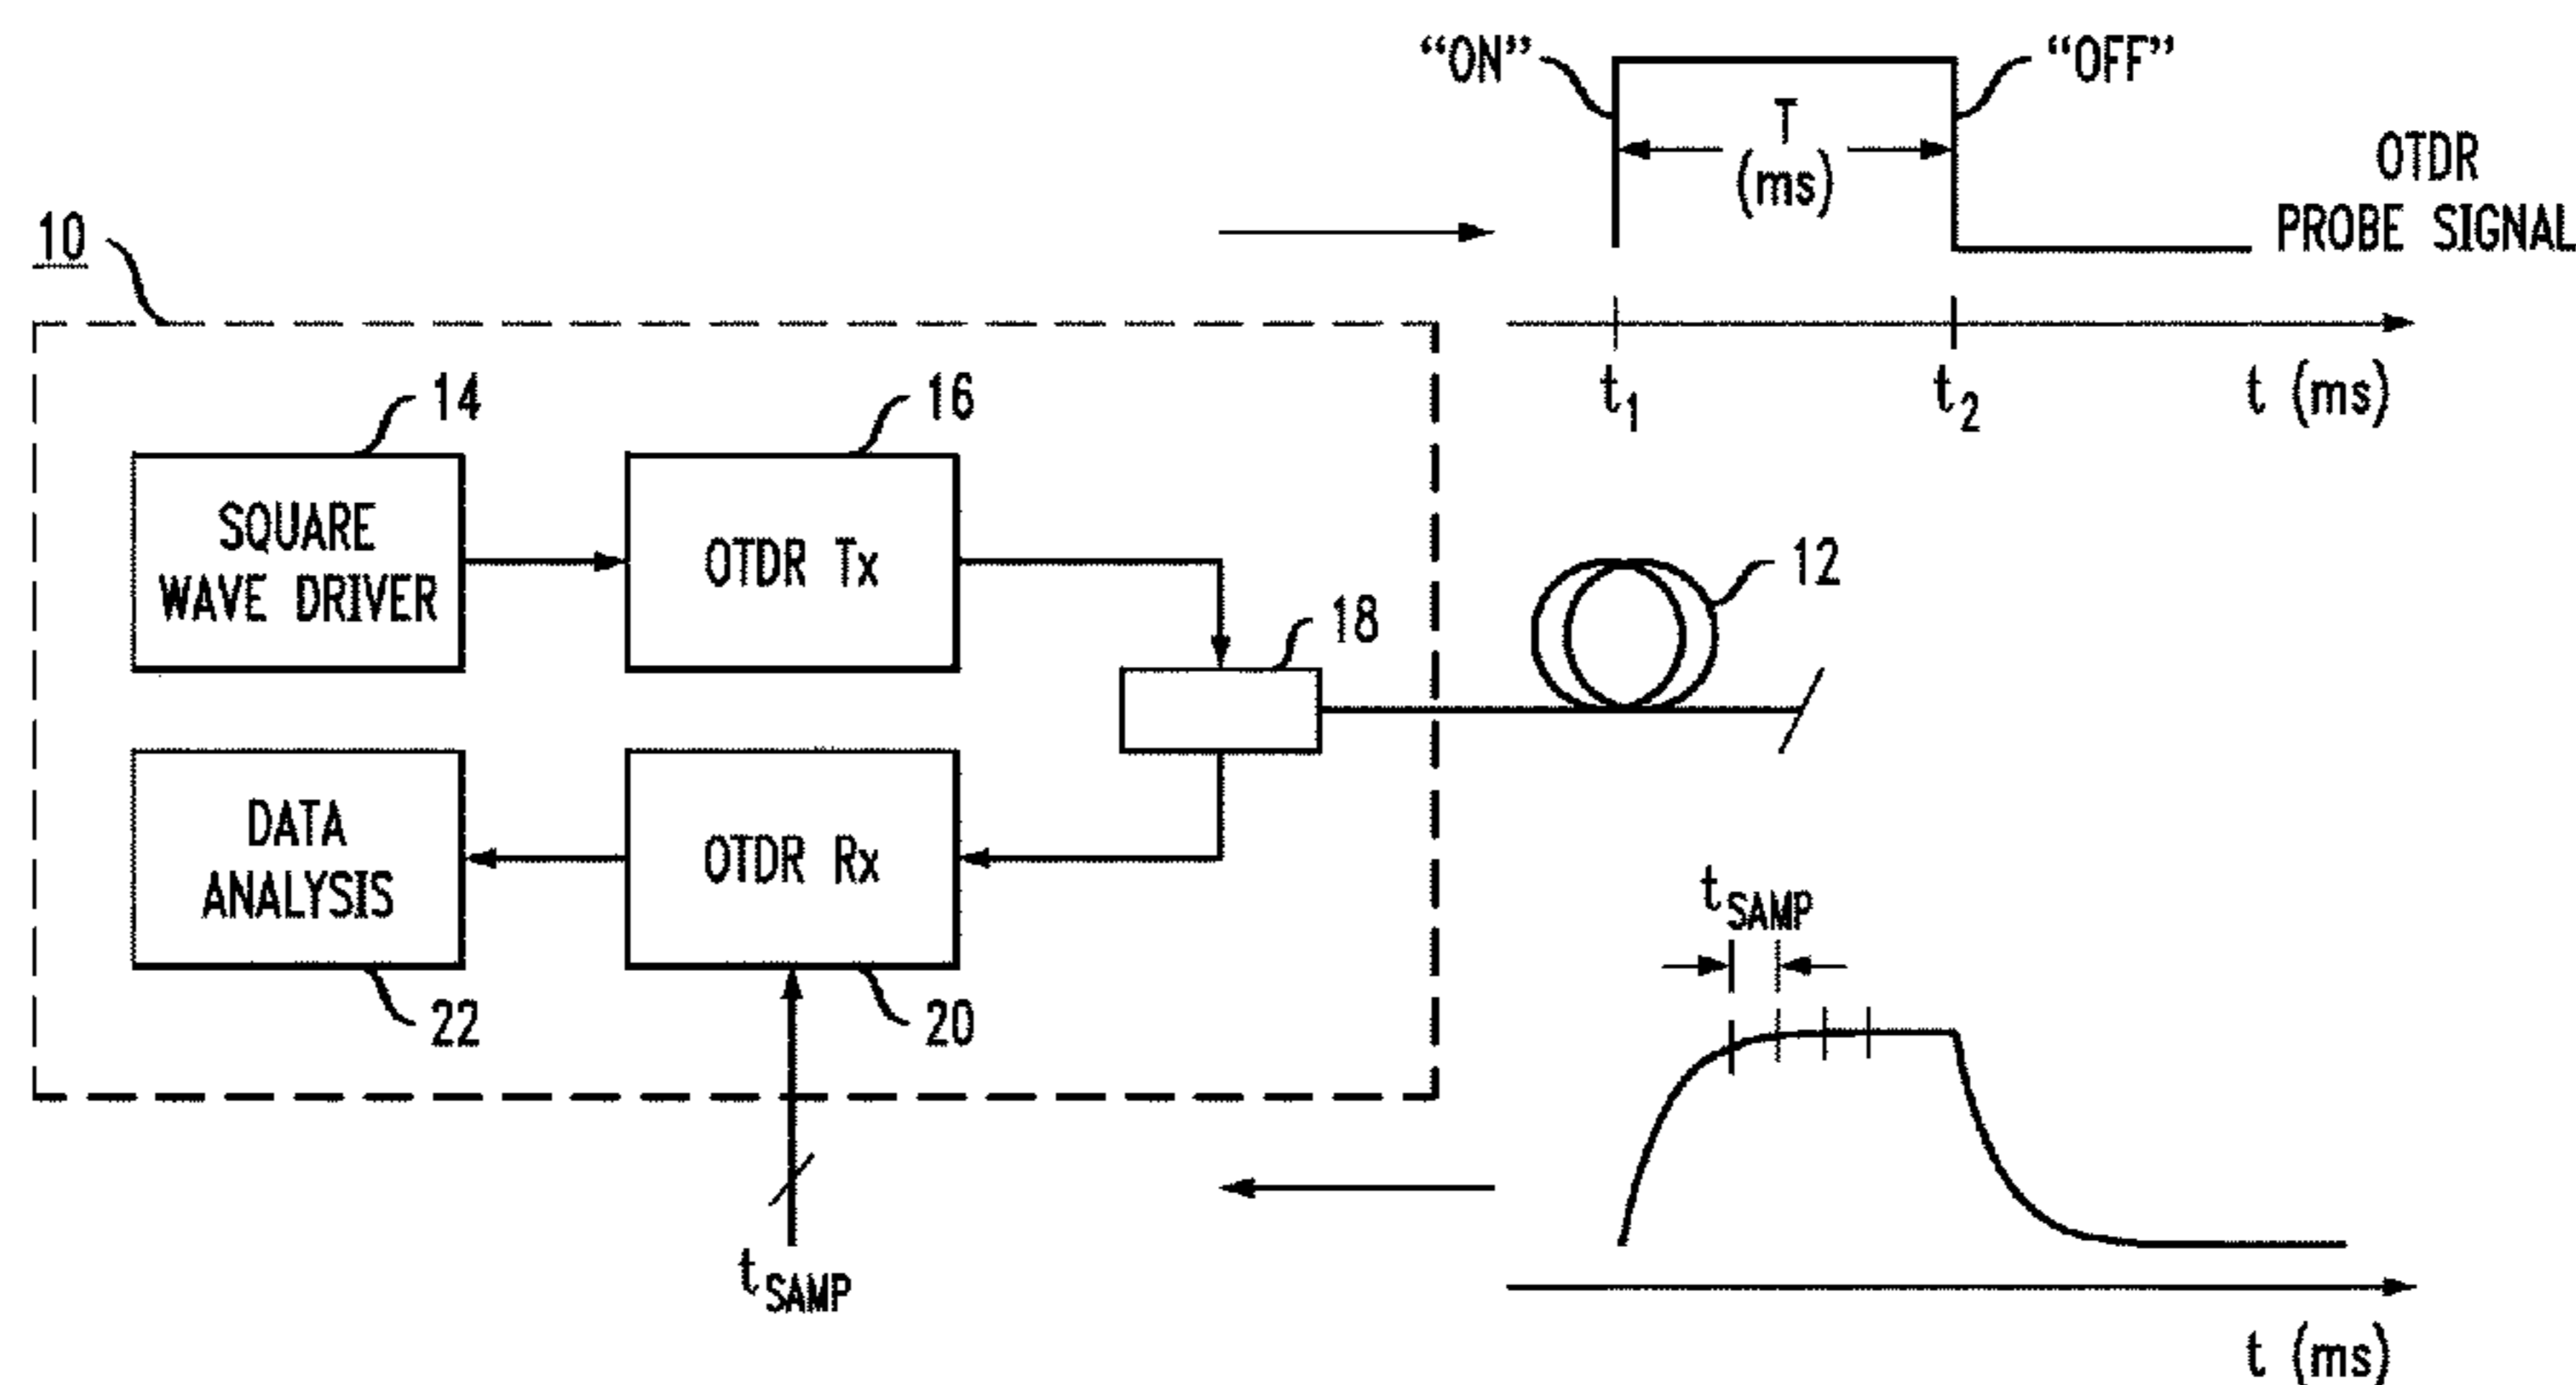 "ON"
"OFF"
T
(ms)
OTDR
PROBE SIGNAL
10
t1
t2
t (ms)
14
16
SQUARE
WAVE DRIVER
OTDR Tx
18
12
DATA
ANALYSIS
OTDR Rx
22
20
tSAMP
tSAMP
t (ms)